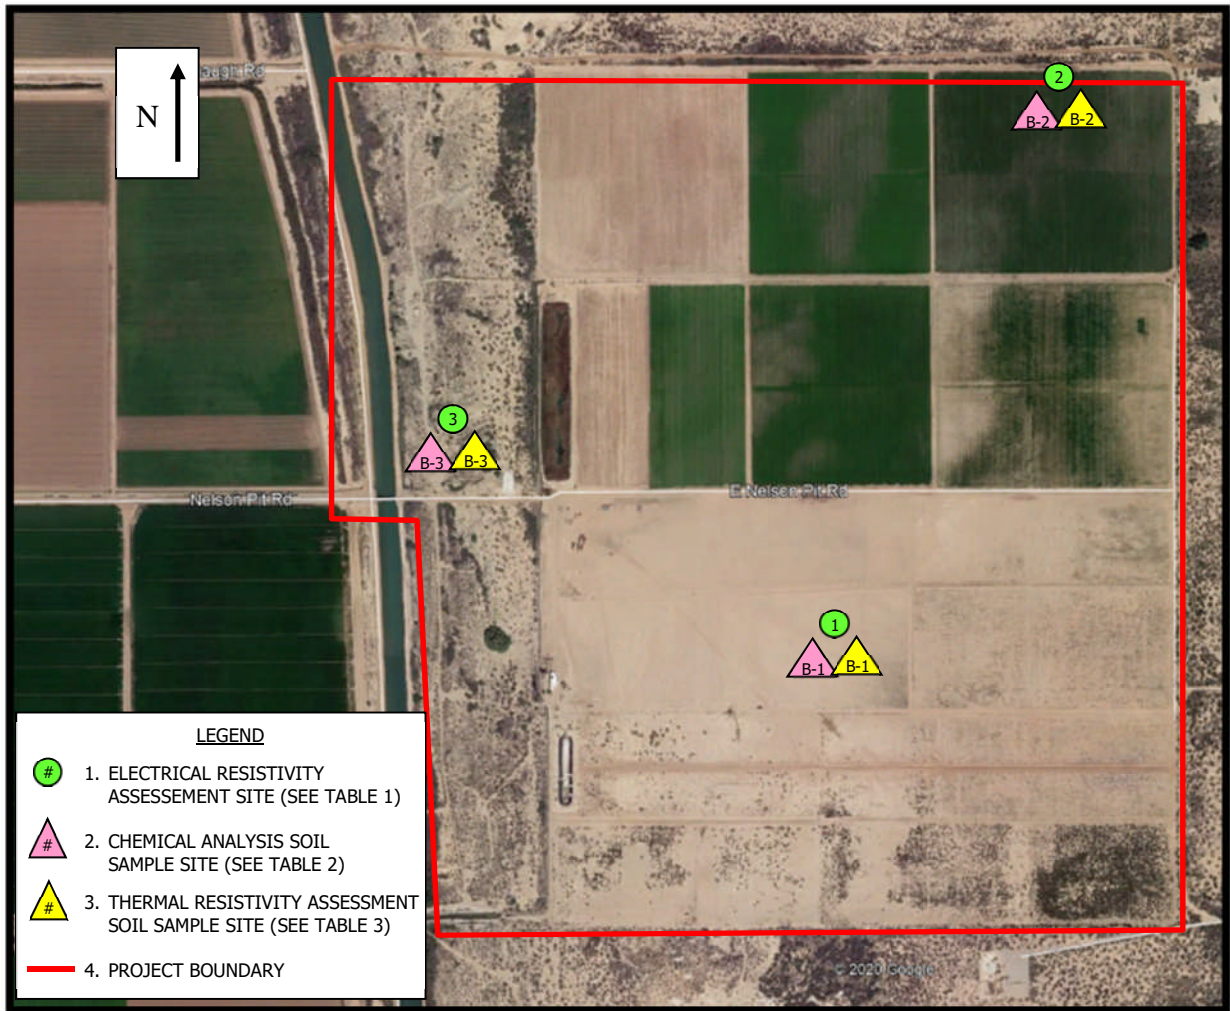 augh Rd
N
2
B-2
B-2
3
B-3
B-3
Nelson Pit Rd
E Nelson Pit Rd
1
B-1
B-1
LEGEND
# 1. ELECTRICAL RESISTIVITY
ASSESSEMENT SITE (SEE TABLE 1)
# 2. CHEMICAL ANALYSIS SOIL
SAMPLE SITE (SEE TABLE 2)
# 3. THERMAL RESISTIVITY ASSESSMENT
SOIL SAMPLE SITE (SEE TABLE 3)
4. PROJECT BOUNDARY
© 2020 Google